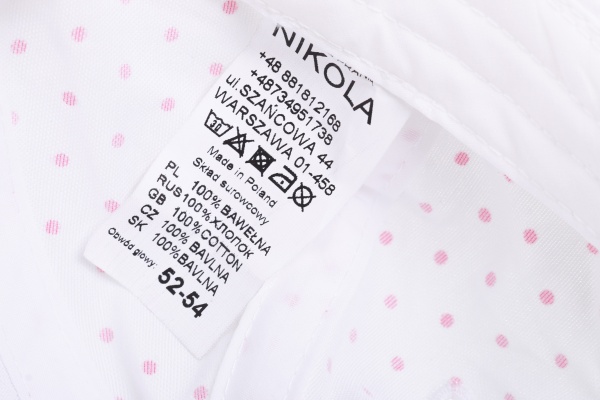 NIKOLA
+48 881812168
+48734951738
ul. SZAŃCOWA 44
WARSZAWA 01-458
30
Made in Poland
Skład surowcowy
PL 100% BAWEŁNA
RUS 100% ХЛОПОК
GB 100% COTTON
CZ 100% BAVLNA
SK 100%BAVLNA
Obwód głowy:
52-54